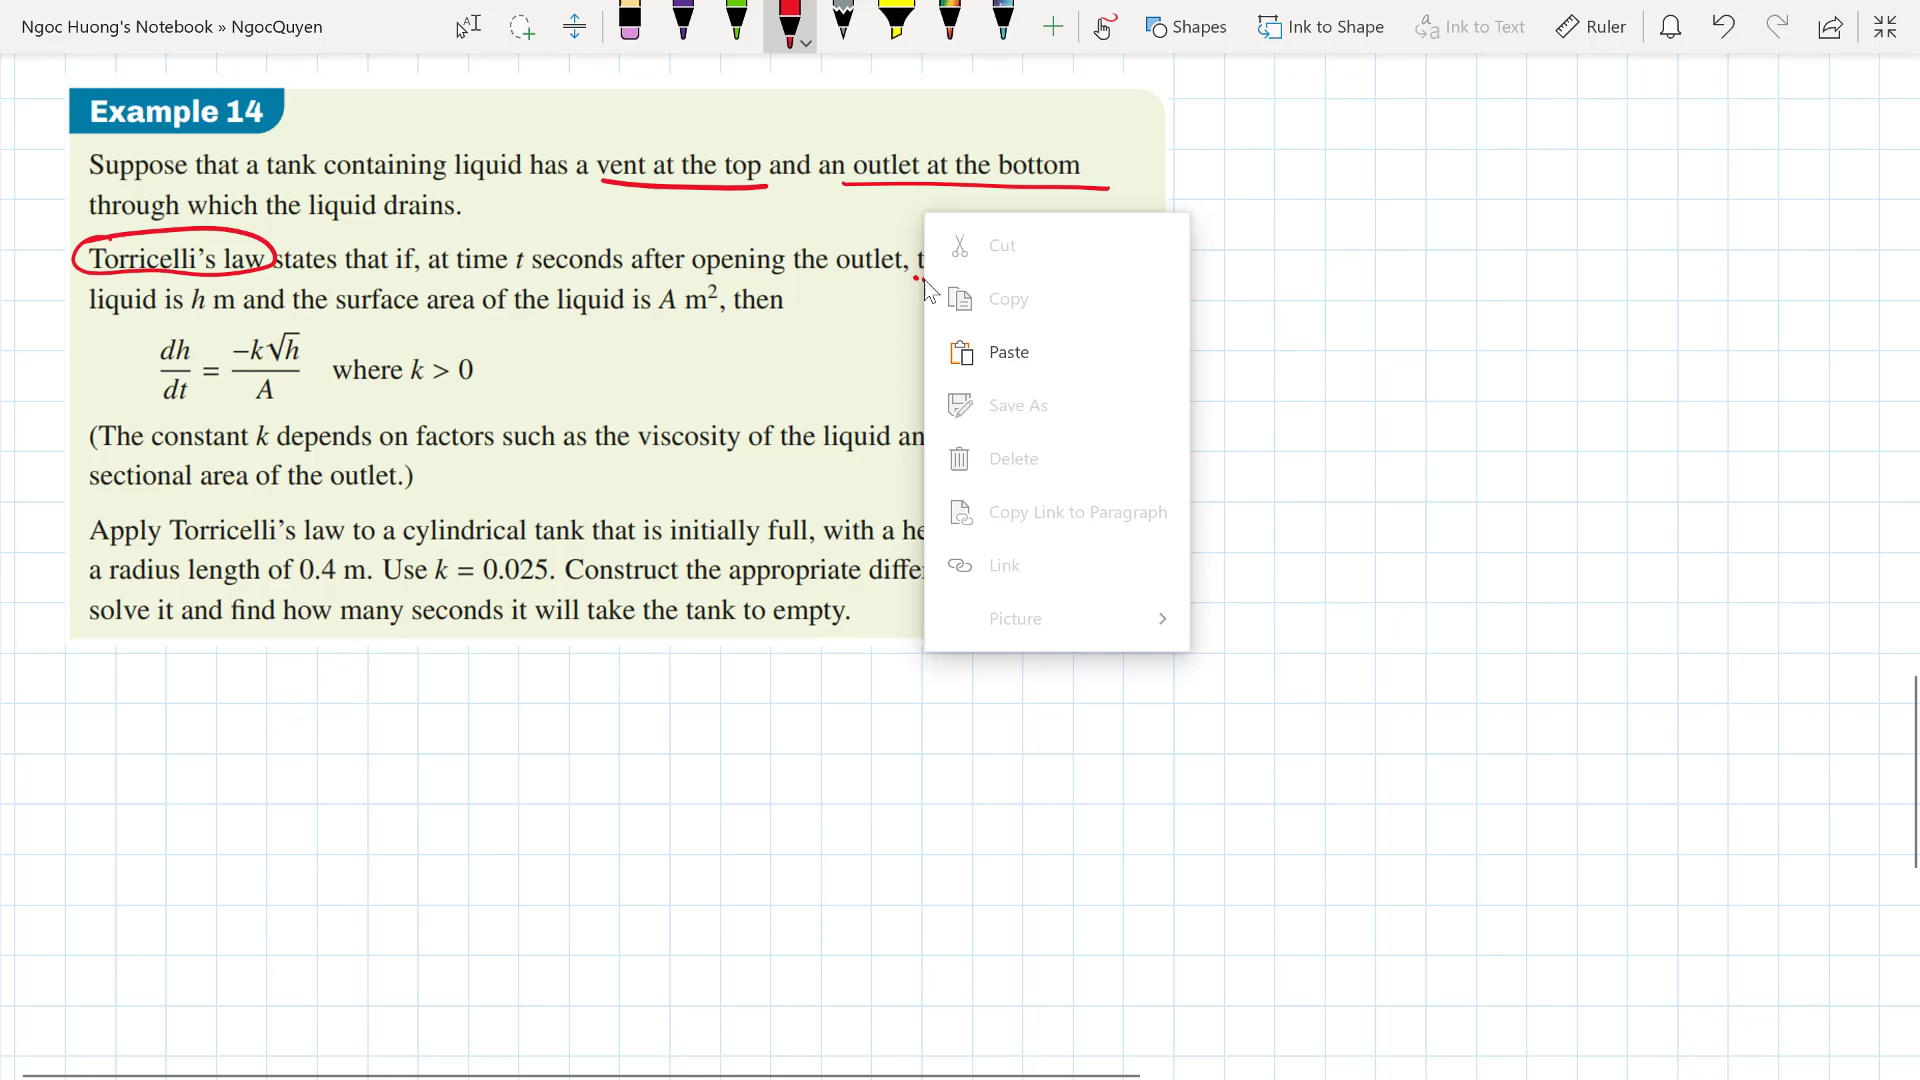 Ngoc Huong's Notebook » NgocQuyen
Shapes
Ink to Shape
Ink to Text
Ruler
Example 14
Suppose that a tank containing liquid has a vent at the top and an outlet at the bottom
through which the liquid drains.
Torricelli's law states that if, at time t seconds after opening the outlet,
liquid is h m and the surface area of the liquid is A m², then
dh/dt = -k√h/A where k > 0
(The constant k depends on factors such as the viscosity of the liquid
sectional area of the outlet.)
Apply Torricelli's law to a cylindrical tank that is initially full, with a
a radius length of 0.4 m. Use k = 0.025. Construct the appropriate
solve it and find how many seconds it will take the tank to empty.
Cut
Copy
Paste
Save As
Delete
Copy Link to Paragraph
Link
Picture